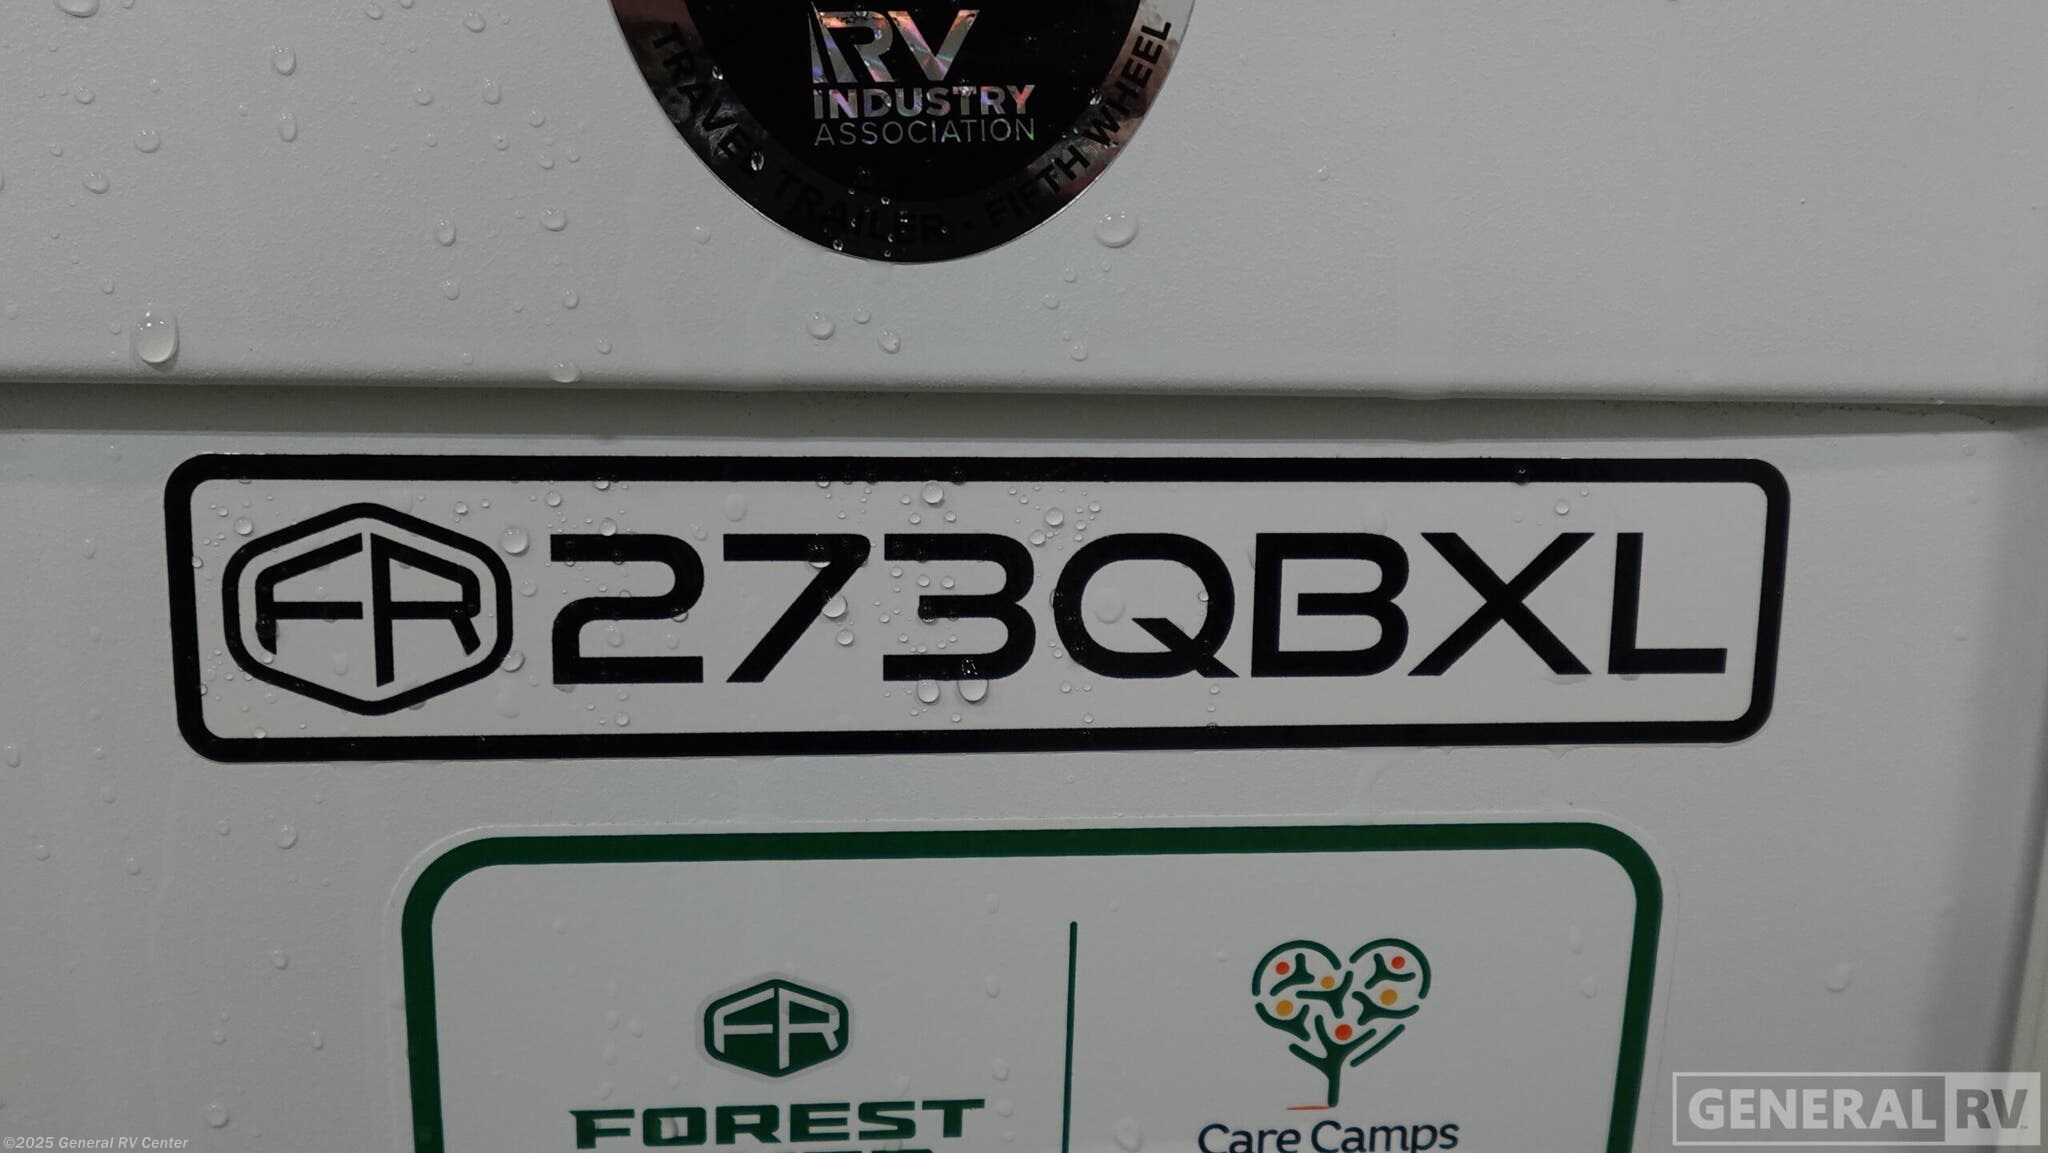 RV
INDUSTRY
ASSOCIATION
TRAVEL TRAILER · FIFTH WHEEL
FR 273QBXL
FR
FOREST
Care Camps
GENERAL RV
©2025 General RV Center